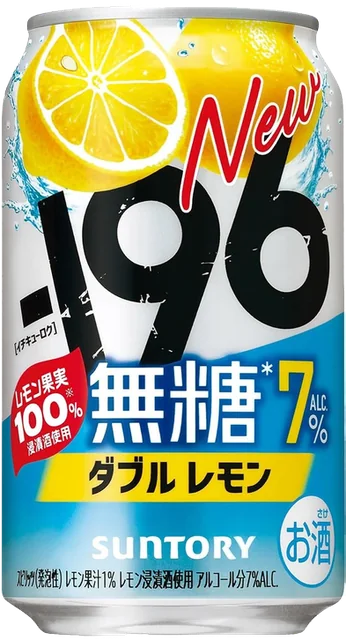 New
-196
[イチキューロク]
レモン果実
100%※
浸漬酒使用
無糖*7%
ALC.
ダブルレモン
さけ
お酒
SUNTORY
スピリッツ(発泡性) レモン果汁1% レモン浸漬酒使用 アルコール分7%ALC.